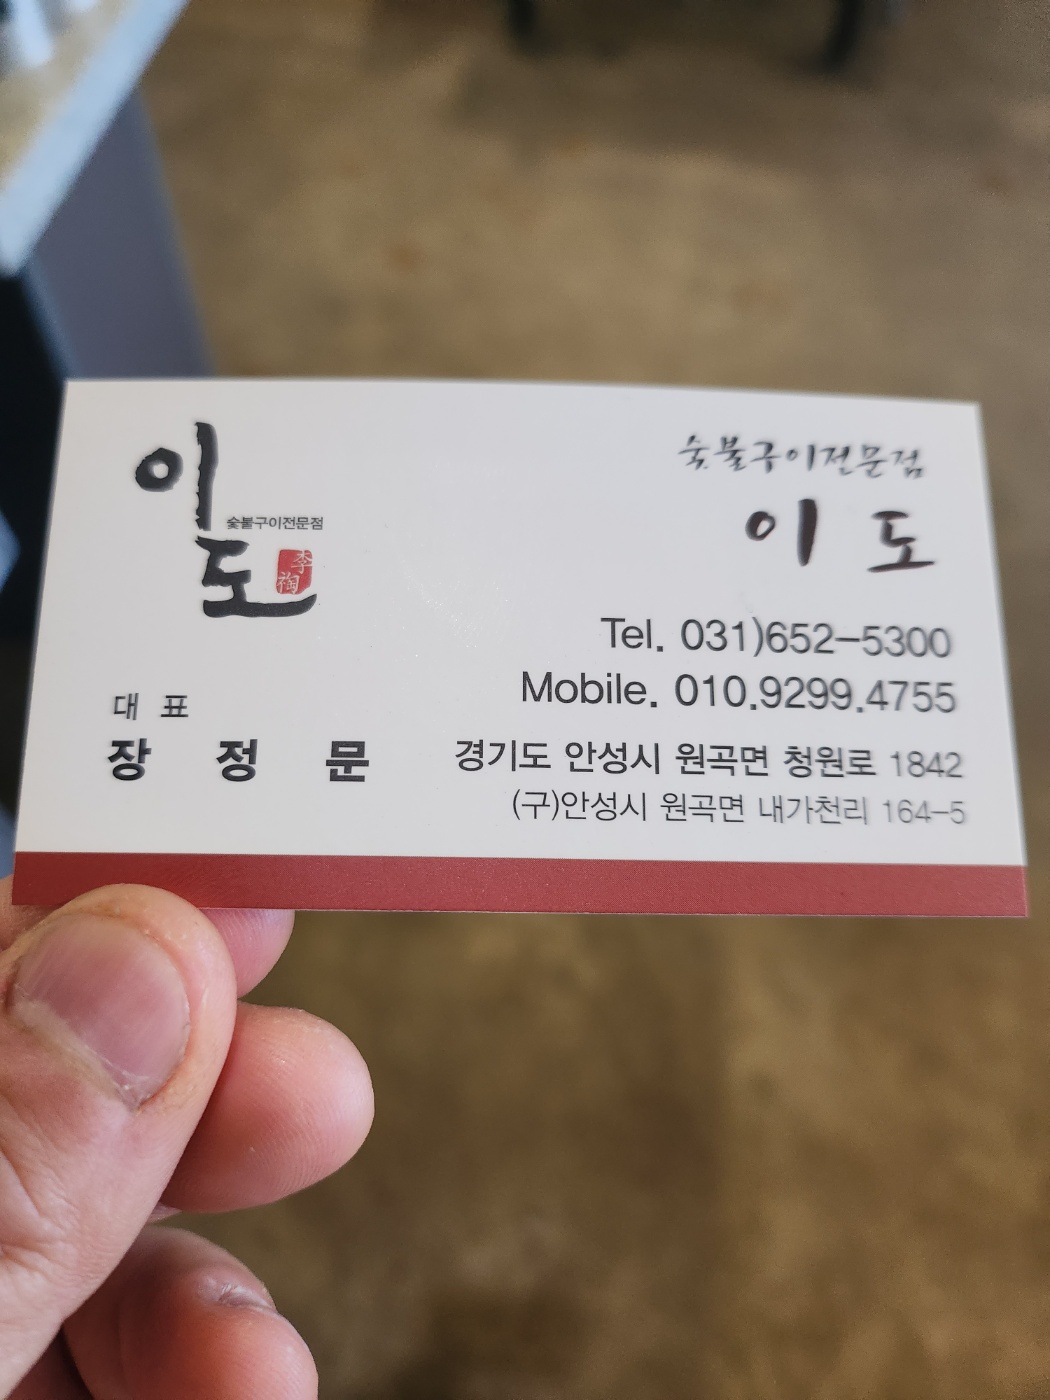 이도
숯불구이전문점
李
裪
대 표
장 정 문
숯불구이전문점
이 도
Tel. 031)652-5300
Mobile. 010.9299.4755
경기도 안성시 원곡면 청원로 1842
(구)안성시 원곡면 내가천리 164-5